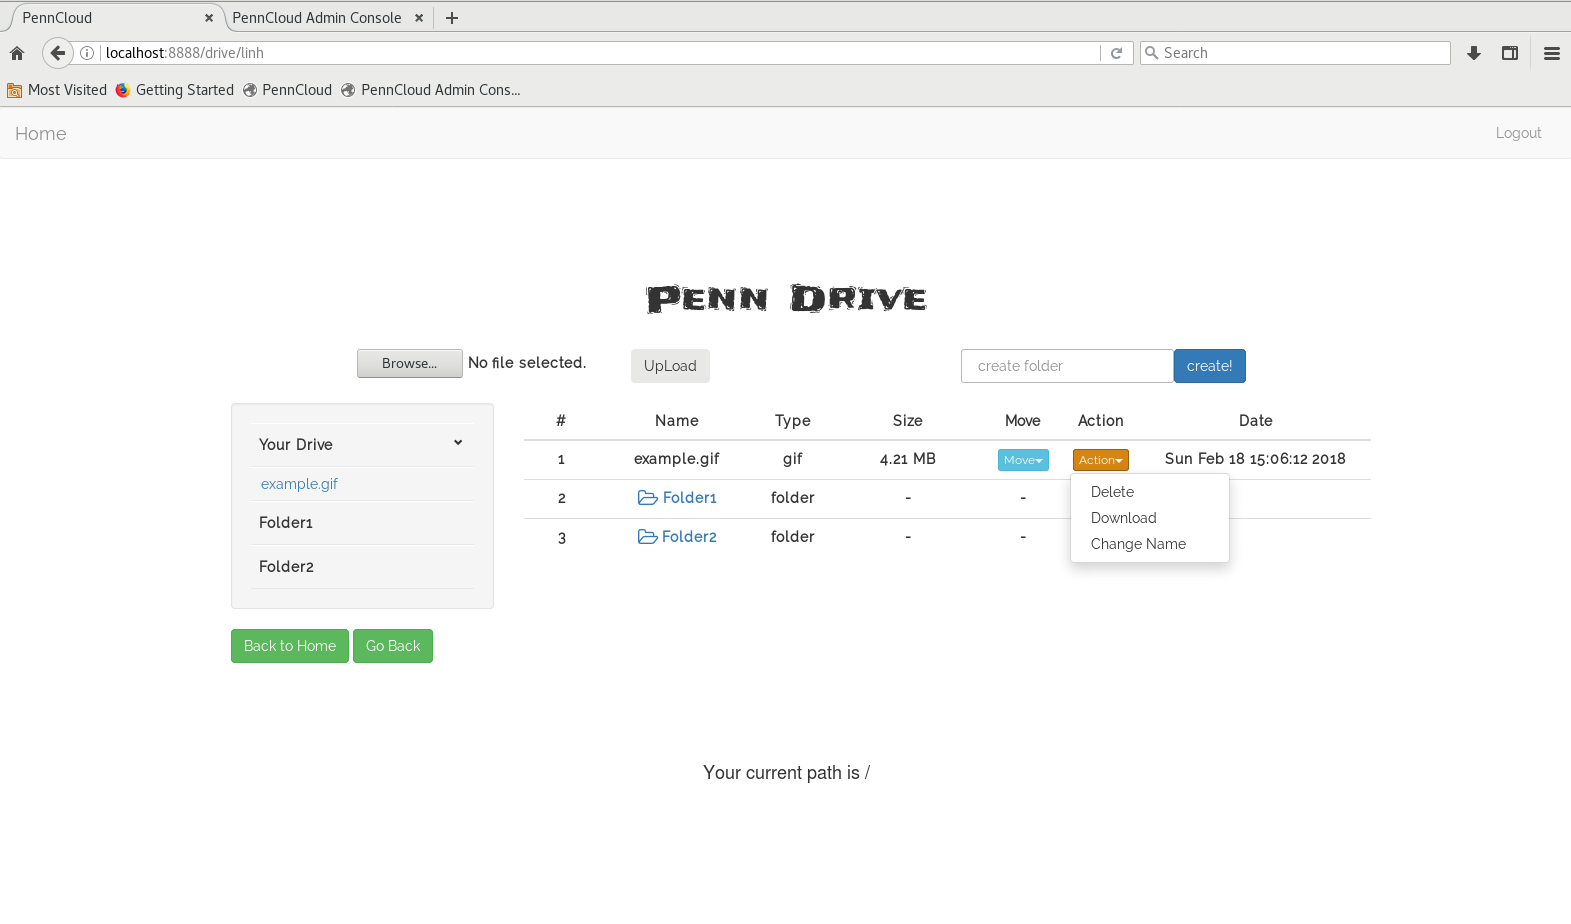 PennCloud
PennCloud Admin Console
localhost:8888/drive/linh
Search
Most Visited Getting Started PennCloud PennCloud Admin Cons...
Home
Logout
Penn Drive
Browse... No file selected.
UpLoad
create folder
create!
Your Drive
example.gif
Folder1
Folder2
Back to Home
Go Back
# Name Type Size Move Action Date
1 example.gif gif 4.21 MB Move Action Sun Feb 18 15:06:12 2018
2 Folder1 folder - -
3 Folder2 folder - -
Delete
Download
Change Name
Your current path is /